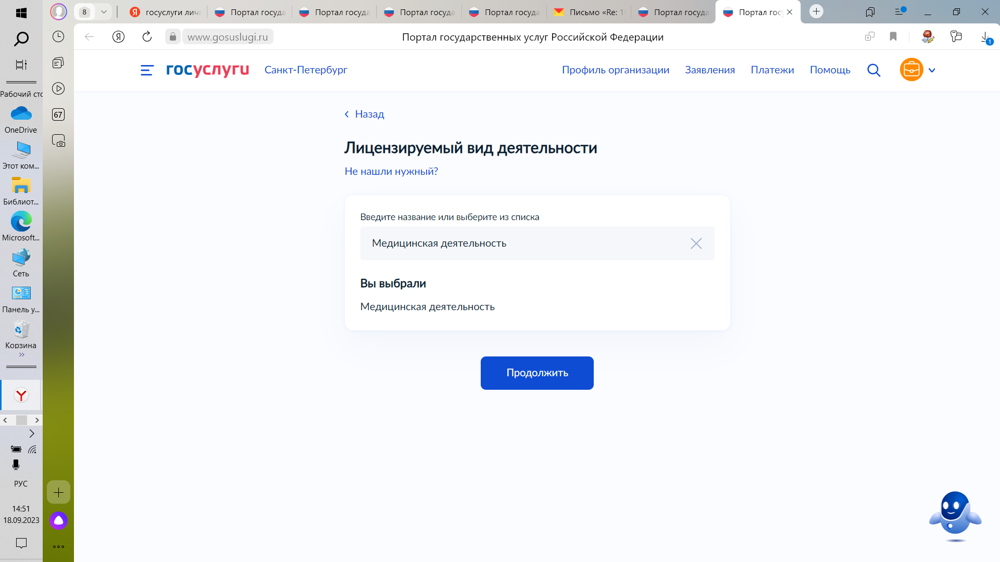 8
госуслуги личн
Портал госуда
Портал госуда
Портал госуда
Портал госуда
Письмо «Re: 1
Портал госуда
Портал госу
www.gosuslugi.ru
Портал государственных услуг Российской Федерации
1
госуслуги
Санкт-Петербург
Профиль организации
Заявления
Платежи
Помощь
Назад
Лицензируемый вид деятельности
Не нашли нужный?
Введите название или выберите из списка
Медицинская деятельность
Вы выбрали
Медицинская деятельность
Продолжить
Рабочий сто
OneDrive
Этот ком...
Библиот...
Microsoft...
Сеть
Панель у...
Корзина
67
РУС
14:51
18.09.2023